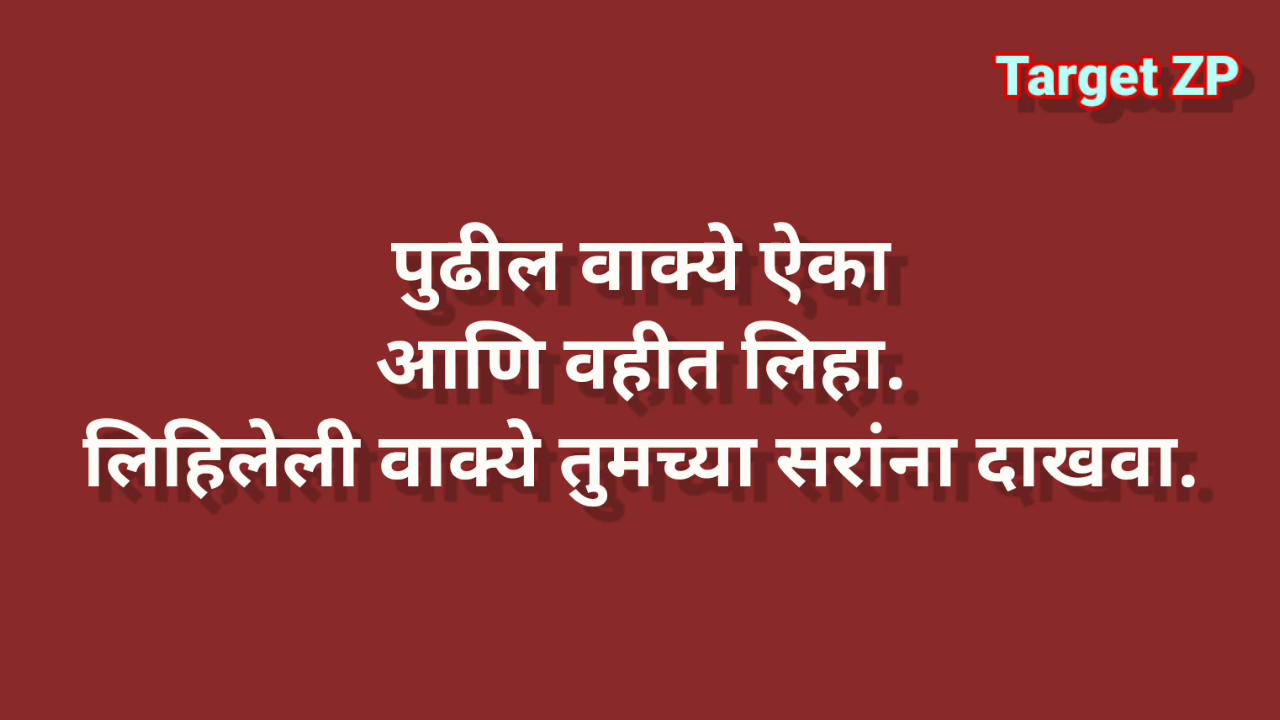 Target ZP
पुढील वाक्ये ऐका
आणि वहीत लिहा.
लिहिलेली वाक्ये तुमच्या सरांना दाखवा.